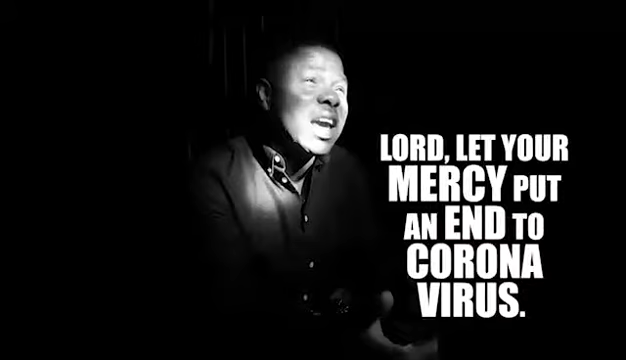 LORD, LET YOUR
MERCY PUT
AN END TO
CORONA
VIRUS.